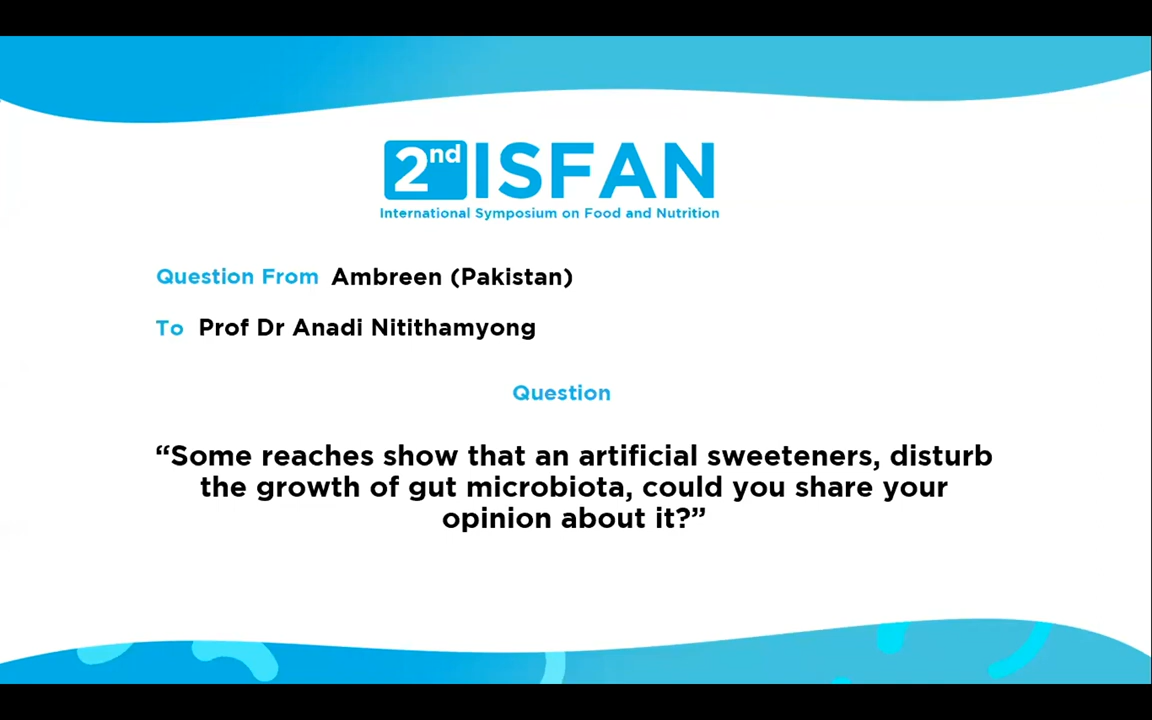 2nd ISFAN
International Symposium on Food and Nutrition
Question From Ambreen (Pakistan)
To Prof Dr Anadi Nitithamyong
Question
“Some reaches show that an artificial sweeteners, disturb
the growth of gut microbiota, could you share your
opinion about it?”